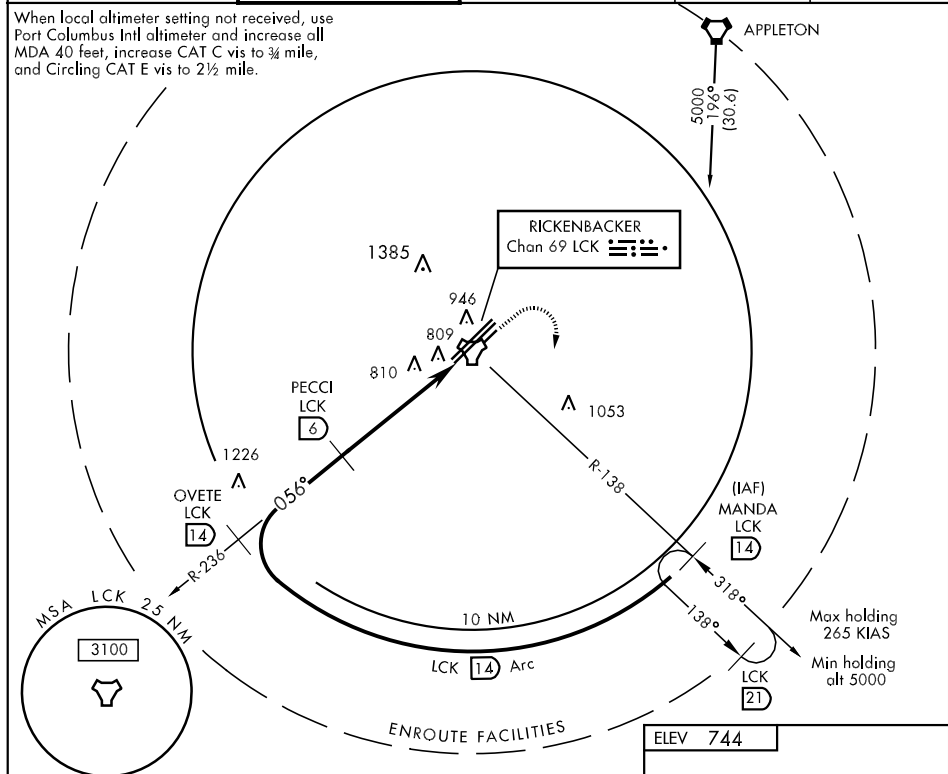 When local altimeter setting not received, use
Port Columbus Intl altimeter and increase all
MDA 40 feet, increase CAT C vis to ¾ mile,
and Circling CAT E vis to 2½ mile.
APPLETON
5000
196°
(30.6)
RICKENBACKER
Chan 69 LCK
1385
946
809
810
PECCI
LCK
6
1053
1226
056°
R-138
OVETE
LCK
14
(IAF)
MANDA
LCK
14
R-236
318°
138°
10 NM
LCK 14 Arc
Max holding
265 KIAS
Min holding
alt 5000
LCK
21
MSA LCK 25 NM
3100
ENROUTE FACILITIES
ELEV 744